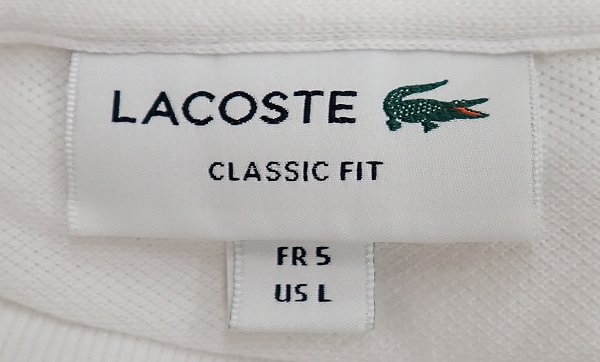 LACOSTE
CLASSIC FIT
FR 5
US L